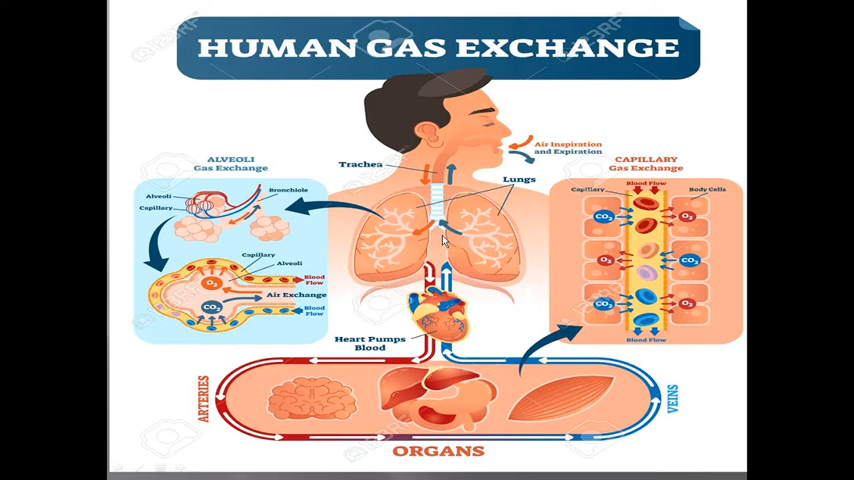 HUMAN GAS EXCHANGE
Air Inspiration
and Expiration
ALVEOLI
Gas Exchange
Trachea
Lungs
CAPILLARY
Gas Exchange
Alveoli
Capillary
Bronchiole
Capillary
Alveoli
O2
CO2
Blood
Flow
Air Exchange
Blood
Flow
Blood Flow
Capillary
Body Cells
CO2
O2
O2
CO2
CO2
O2
Blood Flow
Heart Pumps
Blood
ARTERIES
VEINS
ORGANS
123RF